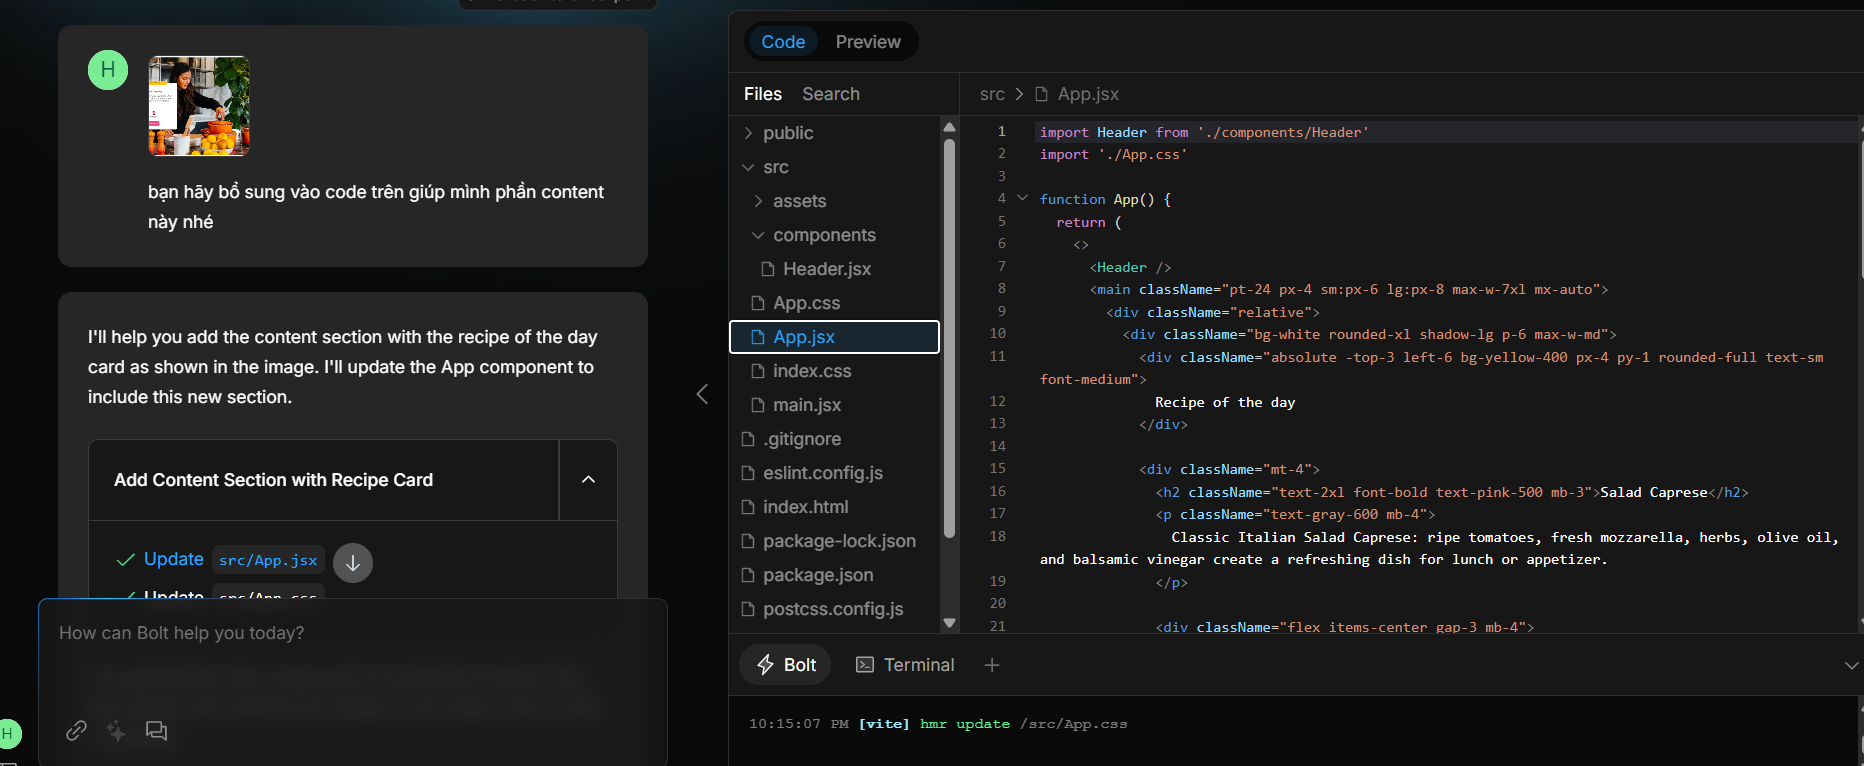 H
bạn hãy bổ sung vào code trên giúp mình phần content
này nhé
I'll help you add the content section with the recipe of the day
card as shown in the image. I'll update the App component to
include this new section.
Add Content Section with Recipe Card
Update src/App.jsx
Update src/App.css
How can Bolt help you today?
H
Code Preview
Files Search
src > App.jsx
public
src
assets
components
Header.jsx
App.css
App.jsx
index.css
main.jsx
.gitignore
eslint.config.js
index.html
package-lock.json
package.json
postcss.config.js
1 import Header from './components/Header'
2 import './App.css'
3
4 function App() {
5 return (
6 <>
7 <Header />
8 <main className="pt-24 px-4 sm:px-6 lg:px-8 max-w-7xl mx-auto">
9 <div className="relative">
10 <div className="bg-white rounded-xl shadow-lg p-6 max-w-md">
11 <div className="absolute -top-3 left-6 bg-yellow-400 px-4 py-1 rounded-full text-sm
font-medium">
12 Recipe of the day
13 </div>
14
15 <div className="mt-4">
16 <h2 className="text-2xl font-bold text-pink-500 mb-3">Salad Caprese</h2>
17 <p className="text-gray-600 mb-4">
18 Classic Italian Salad Caprese: ripe tomatoes, fresh mozzarella, herbs, olive oil,
and balsamic vinegar create a refreshing dish for lunch or appetizer.
19 </p>
20
21 <div className="flex items-center gap-3 mb-4">
Bolt Terminal
10:15:07 PM [vite] hmr update /src/App.css